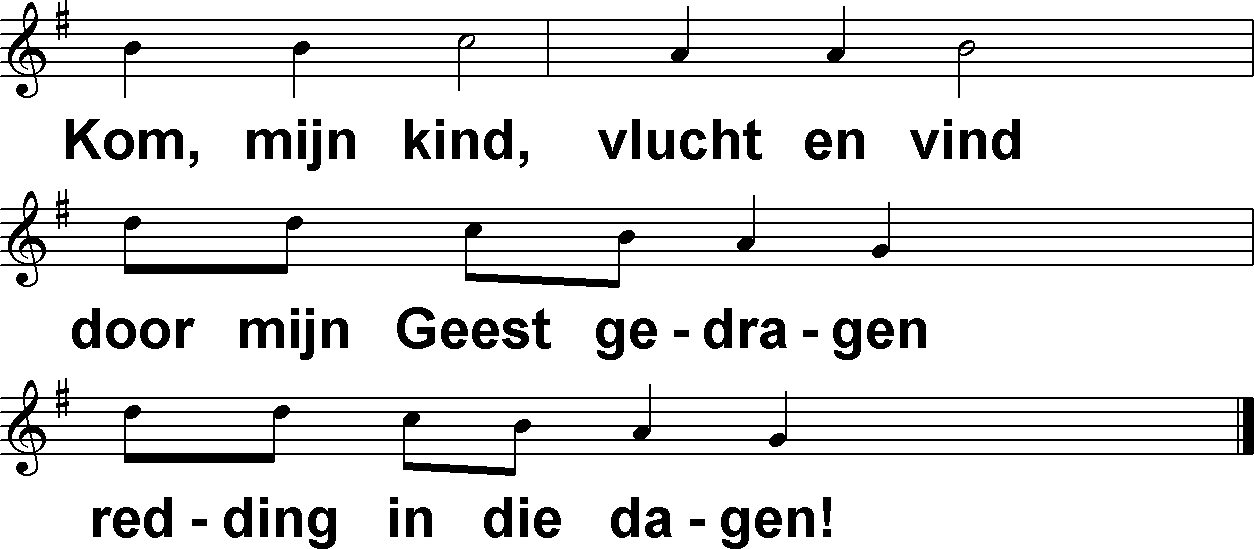 Kom, mijn kind, vlucht en vind
door mijn Geest ge - dra - gen
red - ding in die da - gen!